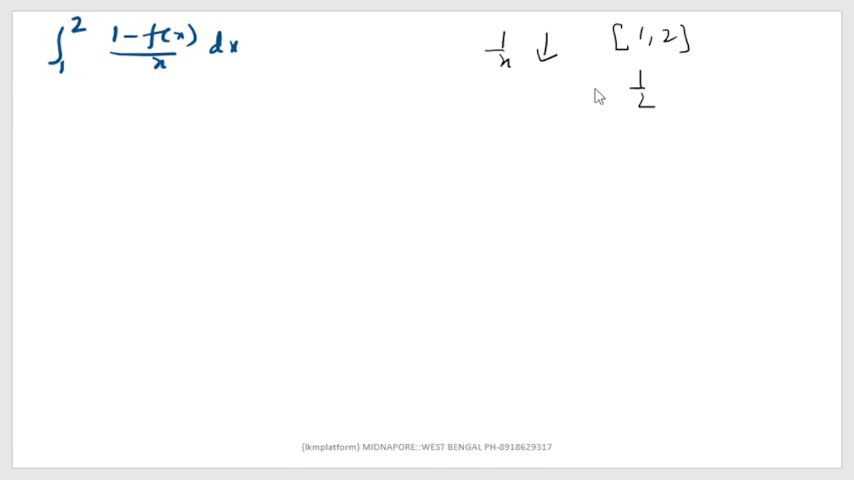 ∫₁² (1-f(x))/x dx
1/x ↓ [1,2]
1/2
{lkmplatform} MIDNAPORE::WEST BENGAL PH-8918629317